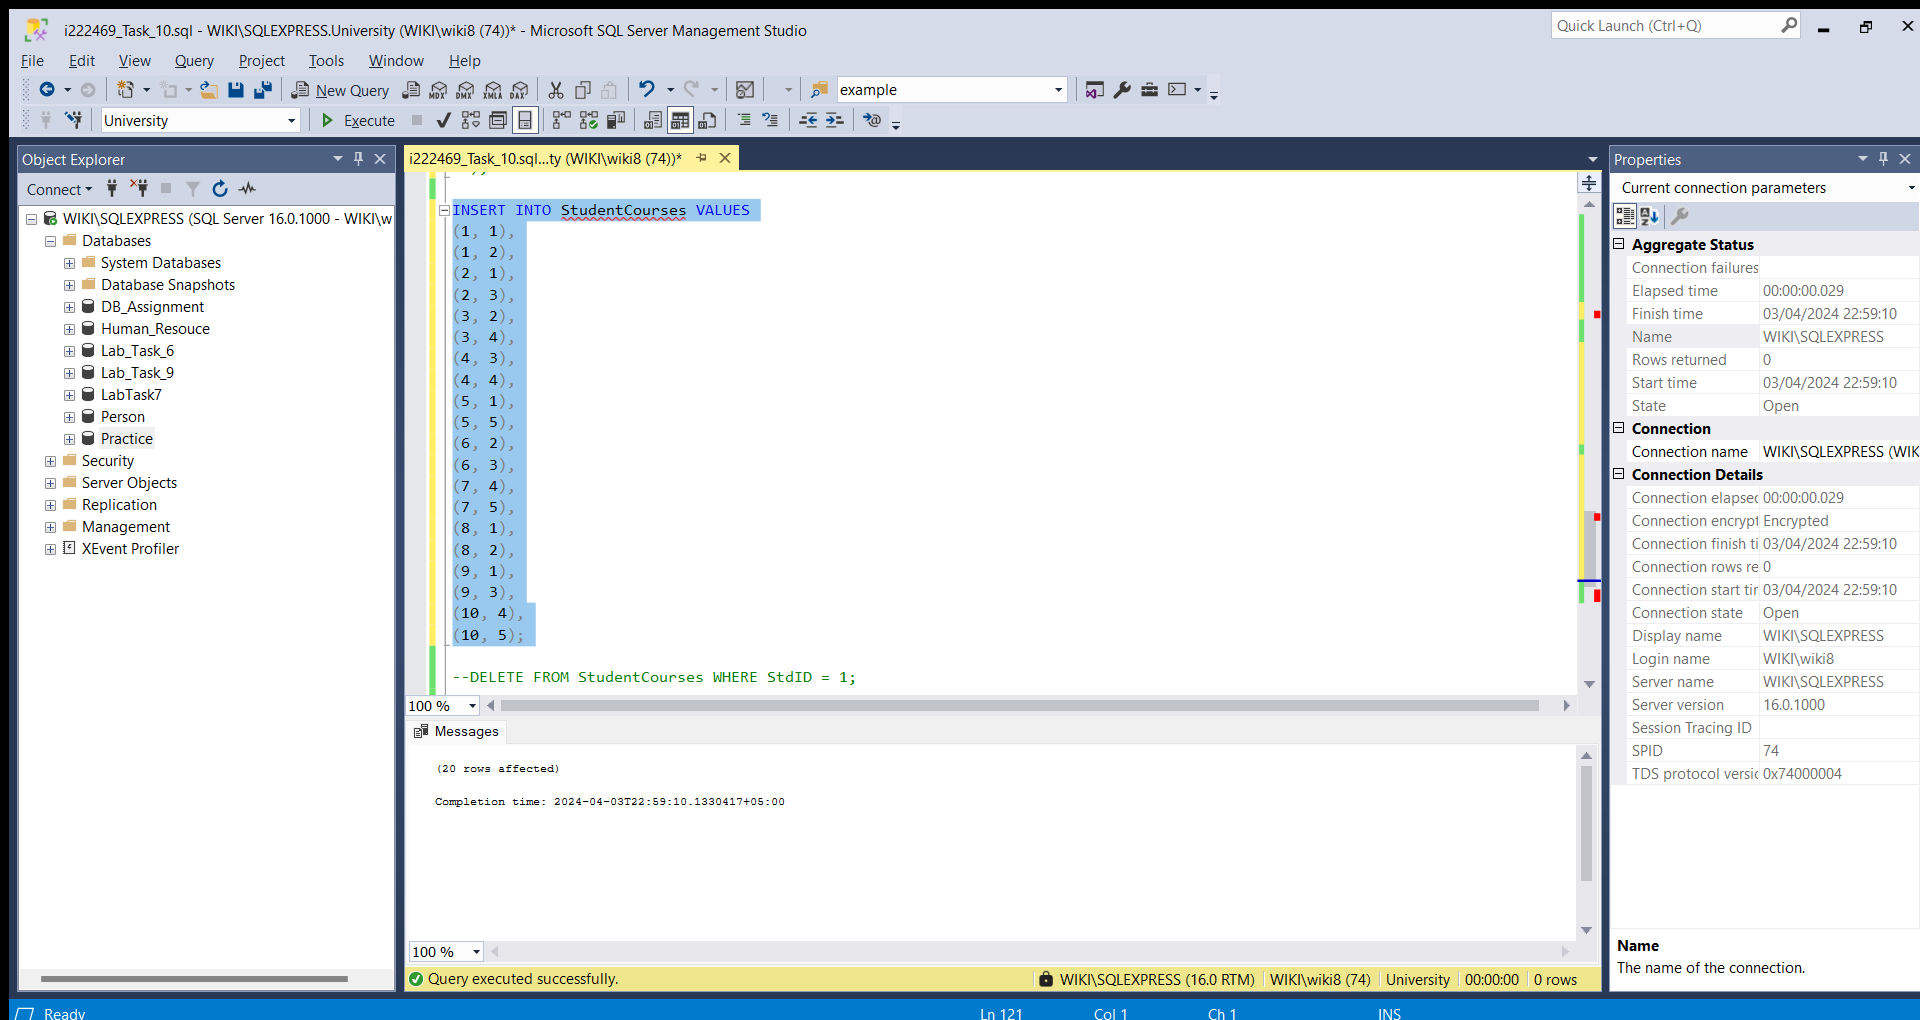 i222469_Task_10.sql - WIKI\SQLEXPRESS.University (WIKI\wiki8 (74))* - Microsoft SQL Server Management Studio
Quick Launch (Ctrl+Q)
File Edit View Query Project Tools Window Help
New Query MDX DMX XMLA DAX example
University Execute
Object Explorer
Connect
WIKI\SQLEXPRESS (SQL Server 16.0.1000 - WIKI\w
Databases
System Databases
Database Snapshots
DB_Assignment
Human_Resouce
Lab_Task_6
Lab_Task_9
LabTask7
Person
Practice
Security
Server Objects
Replication
Management
XEvent Profiler
i222469_Task_10.sql...ty (WIKI\wiki8 (74))*
INSERT INTO StudentCourses VALUES
(1, 1),
(1, 2),
(2, 1),
(2, 3),
(3, 2),
(3, 4),
(4, 3),
(4, 4),
(5, 1),
(5, 5),
(6, 2),
(6, 3),
(7, 4),
(7, 5),
(8, 1),
(8, 2),
(9, 1),
(9, 3),
(10, 4),
(10, 5);
--DELETE FROM StudentCourses WHERE StdID = 1;
100 %
Messages
(20 rows affected)
Completion time: 2024-04-03T22:59:10.1330417+05:00
100 %
Query executed successfully.
WIKI\SQLEXPRESS (16.0 RTM) WIKI\wiki8 (74) University 00:00:00 0 rows
Properties
Current connection parameters
Aggregate Status
Connection failures
Elapsed time 00:00:00.029
Finish time 03/04/2024 22:59:10
Name WIKI\SQLEXPRESS
Rows returned 0
Start time 03/04/2024 22:59:10
State Open
Connection
Connection name WIKI\SQLEXPRESS (WIK
Connection Details
Connection elapsec 00:00:00.029
Connection encrypt Encrypted
Connection finish ti 03/04/2024 22:59:10
Connection rows re 0
Connection start tir 03/04/2024 22:59:10
Connection state Open
Display name WIKI\SQLEXPRESS
Login name WIKI\wiki8
Server name WIKI\SQLEXPRESS
Server version 16.0.1000
Session Tracing ID
SPID 74
TDS protocol versic 0x74000004
Name
The name of the connection.
Ready Ln 121 Col 1 Ch 1 INS